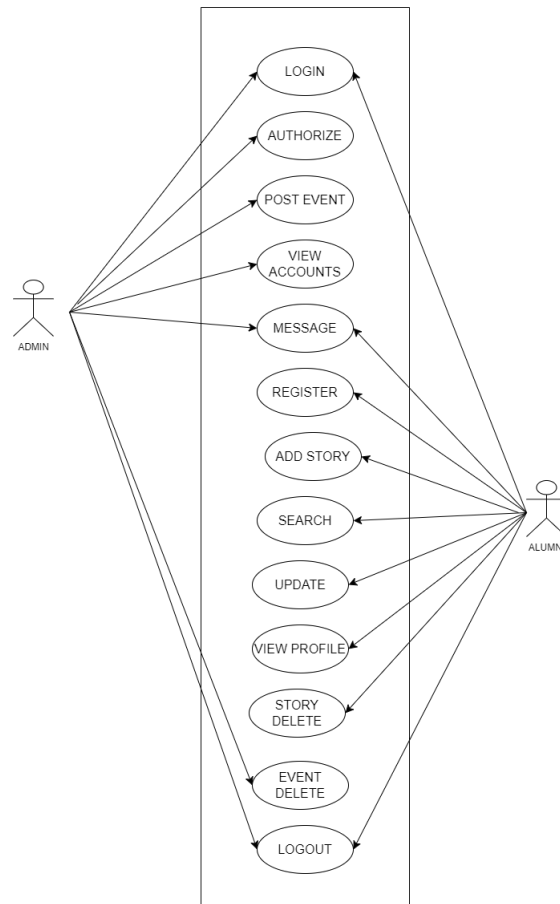 LOGIN
AUTHORIZE
POST EVENT
VIEW
ACCOUNTS
MESSAGE
ADMIN
REGISTER
ADD STORY
SEARCH
ALUMN
UPDATE
VIEW PROFILE
STORY
DELETE
EVENT
DELETE
LOGOUT